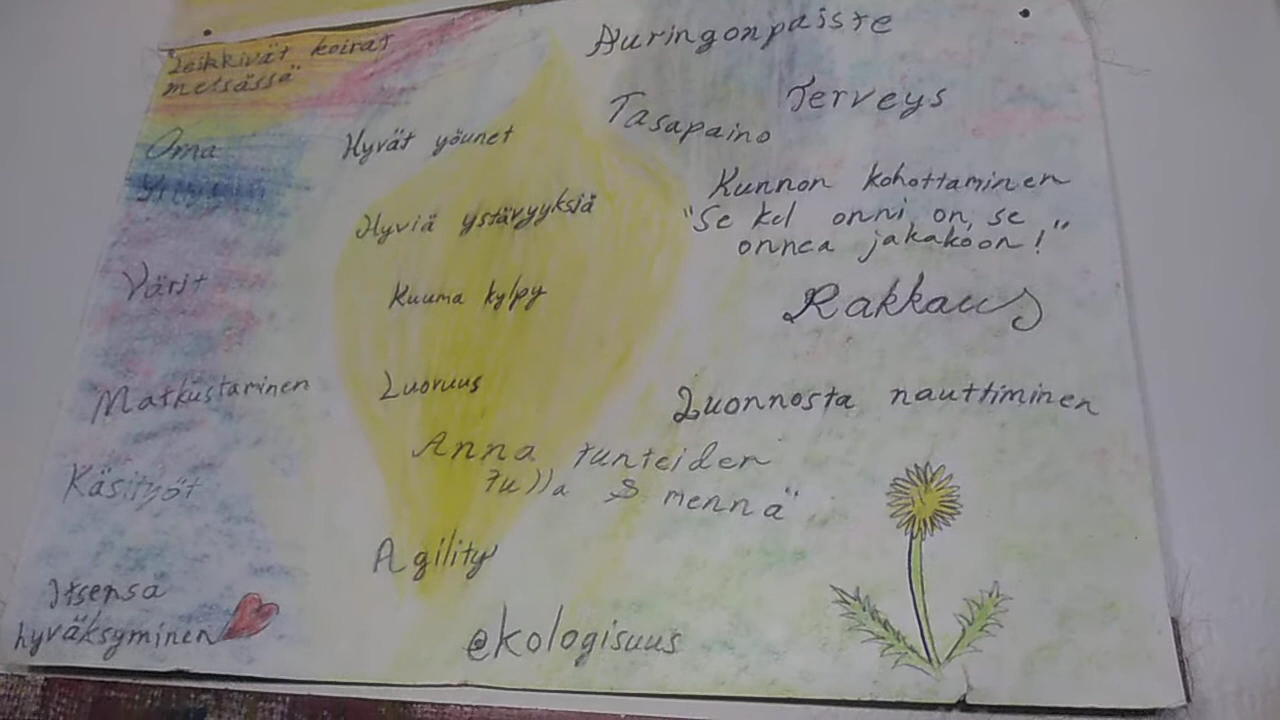 "Leikkivät koirat
metsässä"
Oma
Värit
Matkustaminen
Käsityöt
Itsensä
hyväksyminen
Hyvät yöunet
Hyviä ystävyyksiä
Kuuma kylpy
Luovuus
Anna tunteiden
tulla & mennä"
Agility
ekologisuus
Auringonpaiste
Terveys
Tasapaino
Kunnon kohottaminen
"Se kel onni on, se
onnea jakakoon!"
Rakkaus
Luonnosta nauttiminen